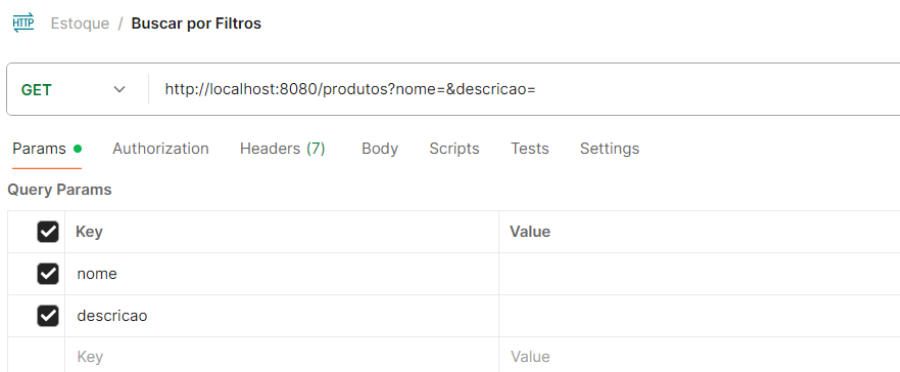 HTTP Estoque / Buscar por Filtros
GET http://localhost:8080/produtos?nome=&descricao=
Params Authorization Headers (7) Body Scripts Tests Settings
Query Params
Key Value
nome
descricao
Key Value